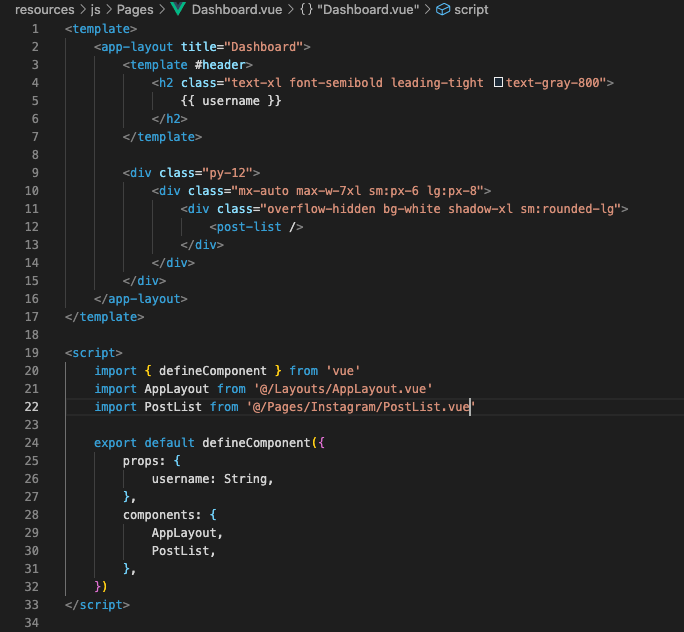 resources > js > Pages > Dashboard.vue > {} "Dashboard.vue" > script
1 <template>
2     <app-layout title="Dashboard">
3         <template #header>
4             <h2 class="text-xl font-semibold leading-tight text-gray-800">
5                 {{ username }}
6             </h2>
7         </template>
8
9         <div class="py-12">
10             <div class="mx-auto max-w-7xl sm:px-6 lg:px-8">
11                 <div class="overflow-hidden bg-white shadow-xl sm:rounded-lg">
12                     <post-list />
13                 </div>
14             </div>
15         </div>
16     </app-layout>
17 </template>
18
19 <script>
20     import { defineComponent } from 'vue'
21     import AppLayout from '@/Layouts/AppLayout.vue'
22     import PostList from '@/Pages/Instagram/PostList.vue'
23
24     export default defineComponent({
25         props: {
26             username: String,
27         },
28         components: {
29             AppLayout,
30             PostList,
31         },
32     })
33 </script>
34